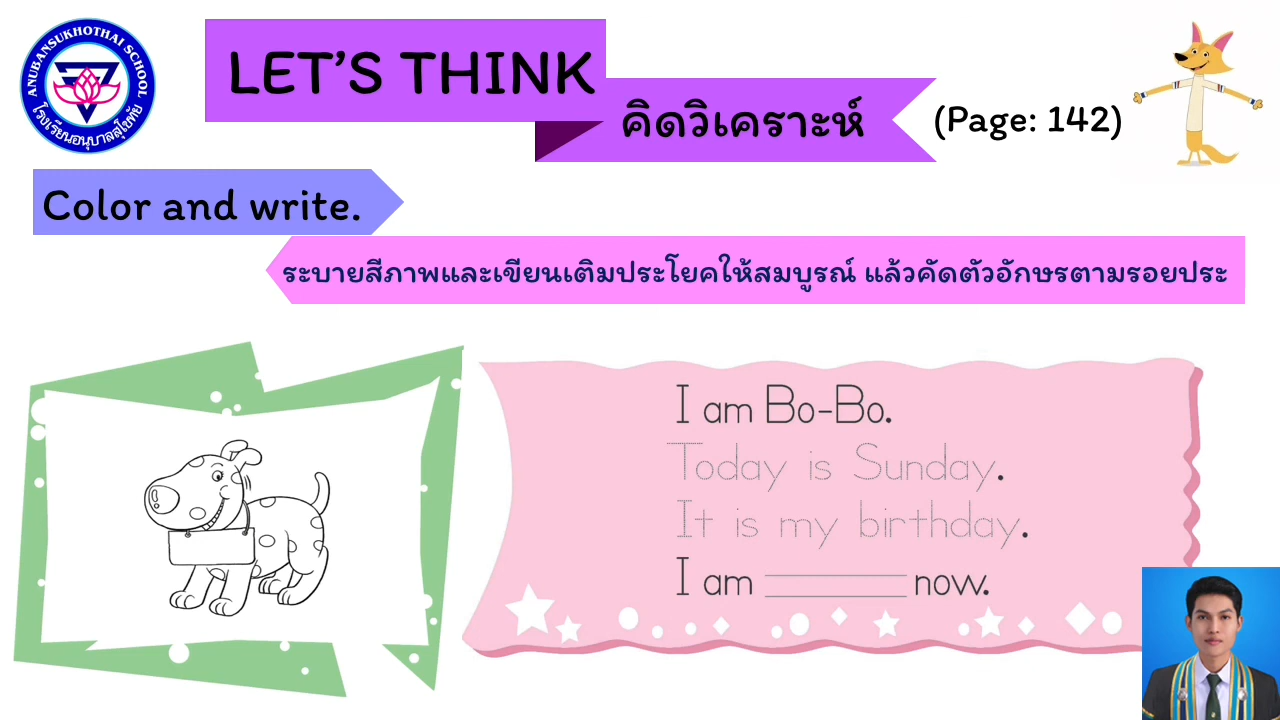 ANUBANSUKHOTHAI SCHOOL
โรงเรียนอนุบาลสุโขทัย
LET'S THINK
คิดวิเคราะห์
(Page: 142)
Color and write.
ระบายสีภาพและเขียนเติมประโยคให้สมบูรณ์ แล้วคัดตัวอักษรตามรอยประ
I am Bo-Bo.
Today is Sunday.
It is my birthday.
I am now.